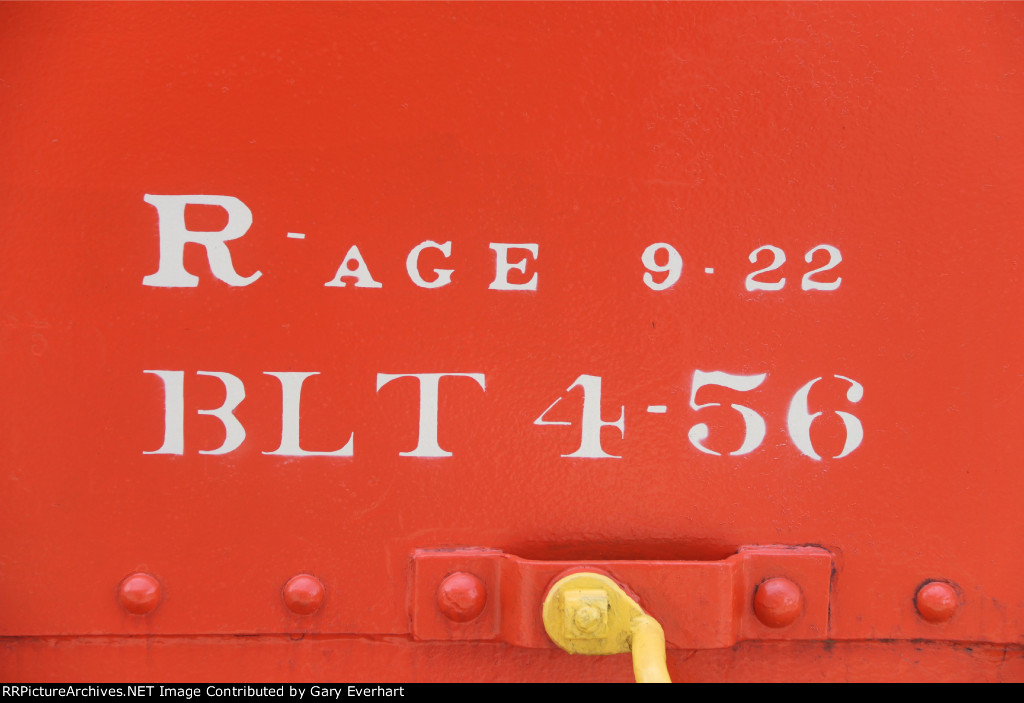 R-AGE 9-22
BLT 4-56
RRPictureArchives.NET Image Contributed by Gary Everhart